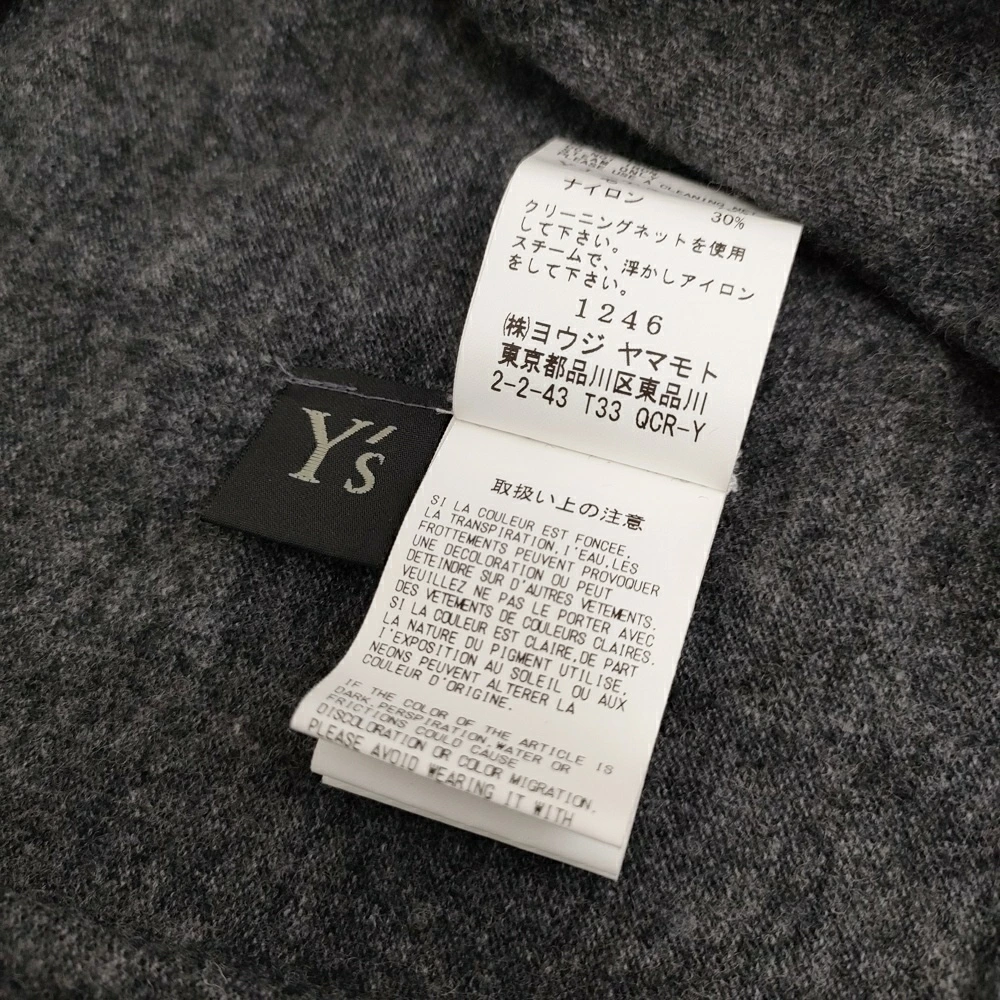 PLEASE USE A CLEANING NET
ナイロン 30%
クリーニングネットを使用
して下さい。
スチームで、浮かしアイロン
をして下さい。
1246
㈱ヨウジ ヤマモト
東京都品川区東品川
2-2-43 T33 QCR-Y
Y's
取扱い上の注意
SI LA COULEUR EST FONCEE,
LA TRANSPIRATION,l'EAU,LES
FROTTEMENTS PEUVENT PROVOQUER
UNE DECOLORATION OU PEUT
DETEINDRE SUR D'AUTRES VETEMENTS.
VEUILLEZ NE PAS LE PORTER AVEC
DES VETEMENTS DE COULEURS CLAIRES.
SI LA COULEUR EST CLAIRE,DE PART
LA NATURE DU PIGMENT UTILISE,
l'EXPOSITION AU SOLEIL OU AUX
NEONS PEUVENT ALTERER LA
COULEUR D'ORIGINE.
IF THE COLOR OF THE ARTICLE IS
DARK,PERSPIRATION WATER OR
FRICTIONS COULD CAUSE
DISCOLORATION OR COLOR MIGRATION.
PLEASE AVOID WEARING IT WITH